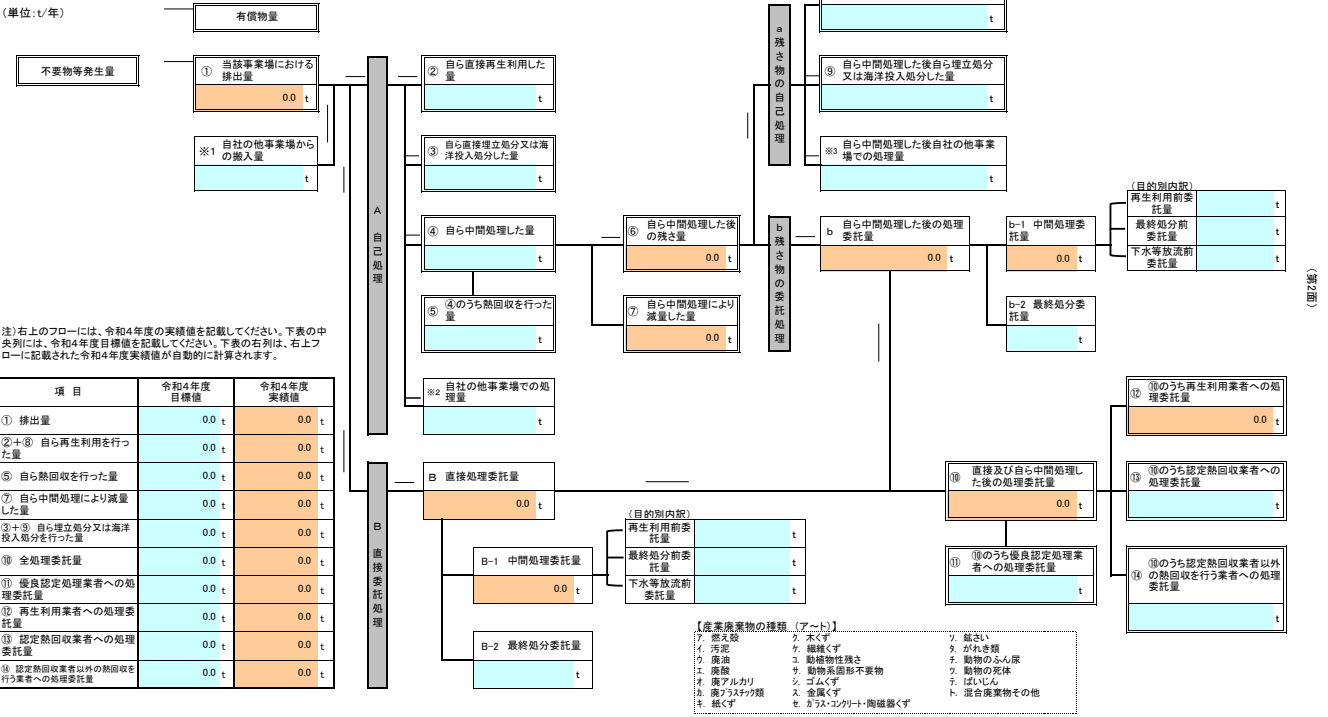 (単位:t/年)
有償物量
t
不要物等発生量
① 当該事業場における
排出量
0.0 t
※1 自社の他事業場から
の搬入量
t
A 自己処理
② 自ら直接再生利用した
量
t
③ 自ら直接埋立処分又は海
洋投入処分した量
t
④ 自ら中間処理した量
t
⑤ ④のうち熱回収を行った
量
t
※2 自社の他事業場での処
理量
t
⑥ 自ら中間処理した後
の残さ量
0.0 t
⑦ 自ら中間処理により
減量した量
0.0 t
a 残さ物の自己処理
⑨ 自ら中間処理した後自ら埋立処分
又は海洋投入処分した量
t
※3 自ら中間処理した後自社の他事業
場での処理量
t
b 残さ物の委託処理
b 自ら中間処理した後の処理
委託量
0.0 t
b-1 中間処理委
託量
0.0 t
b-2 最終処分委
託量
t
(目的別内訳)
再生利用前委
託量 t
最終処分前
委託量 t
下水等放流前
委託量 t
(第2面)
注)右上のフローには、令和4年度の実績値を記載してください。下表の中
央列には、令和4年度目標値を記載してください。下表の右列は、右上フ
ローに記載された令和4年度実績値が自動的に計算されます。
項 目 令和4年度 令和4年度
目標値 実績値
① 排出量 0.0 t 0.0 t
②+⑧ 自ら再生利用を行っ
た量 0.0 t 0.0 t
⑤ 自ら熱回収を行った量 0.0 t 0.0 t
⑦ 自ら中間処理により減量
した量 0.0 t 0.0 t
③+⑨ 自ら埋立処分又は海洋
投入処分を行った量 0.0 t 0.0 t
⑩ 全処理委託量 0.0 t 0.0 t
⑪ 優良認定処理業者への処
理委託量 0.0 t 0.0 t
⑫ 再生利用業者への処理委
託量 0.0 t 0.0 t
⑬ 認定熱回収業者への処理
委託量 0.0 t 0.0 t
⑭ 認定熱回収業者以外の熱回収を
行う業者への処理委託量 0.0 t 0.0 t
B 直接委託処理
B 直接処理委託量
0.0 t
B-1 中間処理委託量
0.0 t
B-2 最終処分委託量
t
(目的別内訳)
再生利用前委
託量 t
最終処分前委
託量 t
下水等放流前
委託量 t
⑩ 直接及び自ら中間処理し
た後の処理委託量
0.0 t
⑪ ⑩のうち優良認定処理業
者への処理委託量
t
⑫ ⑩のうち再生利用業者への処
理委託量
0.0 t
⑬ ⑩のうち認定熱回収業者への
処理委託量
t
⑭ ⑩のうち認定熱回収業者以外
の熱回収を行う業者への処理
委託量
t
【産業廃棄物の種類 (ア~ト)】
ア. 燃え殻 ク. 木くず ソ. 鉱さい
イ. 汚泥 ケ. 繊維くず タ. がれき類
ウ. 廃油 コ. 動植物性残さ チ. 動物のふん尿
エ. 廃酸 サ. 動物系固形不要物 ツ. 動物の死体
オ. 廃アルカリ シ. ゴムくず テ. ばいじん
カ. 廃プラスチック類 ス. 金属くず ト. 混合廃棄物その他
キ. 紙くず セ. ガラス・コンクリート・陶磁器くず